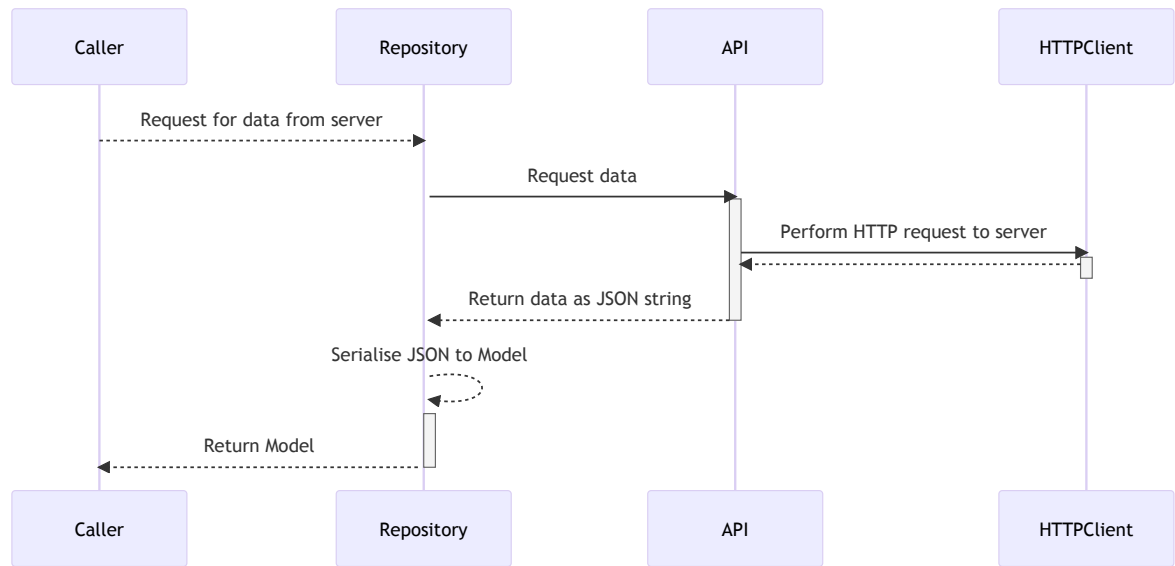 Caller
Repository
API
HTTPClient
Request for data from server
Request data
Perform HTTP request to server
Return data as JSON string
Serialise JSON to Model
Return Model
Caller
Repository
API
HTTPClient